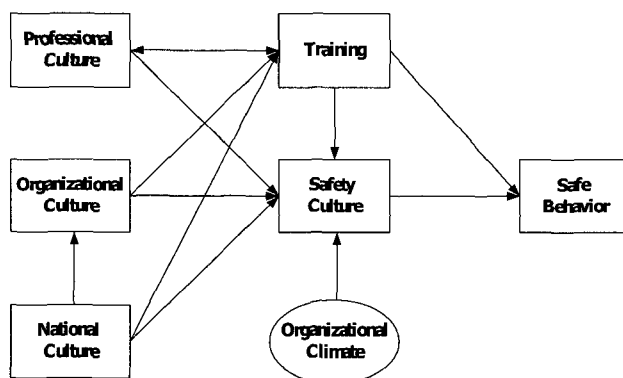 Professional
Culture
Training
Organizational
Culture
Safety
Culture
Safe
Behavior
National
Culture
Organizational
Climate